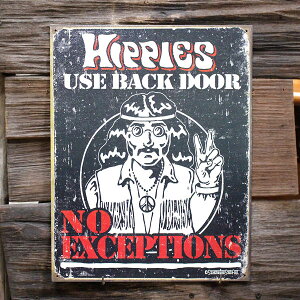 HIPPIES
USE BACK DOOR
NO
EXCEPTIONS